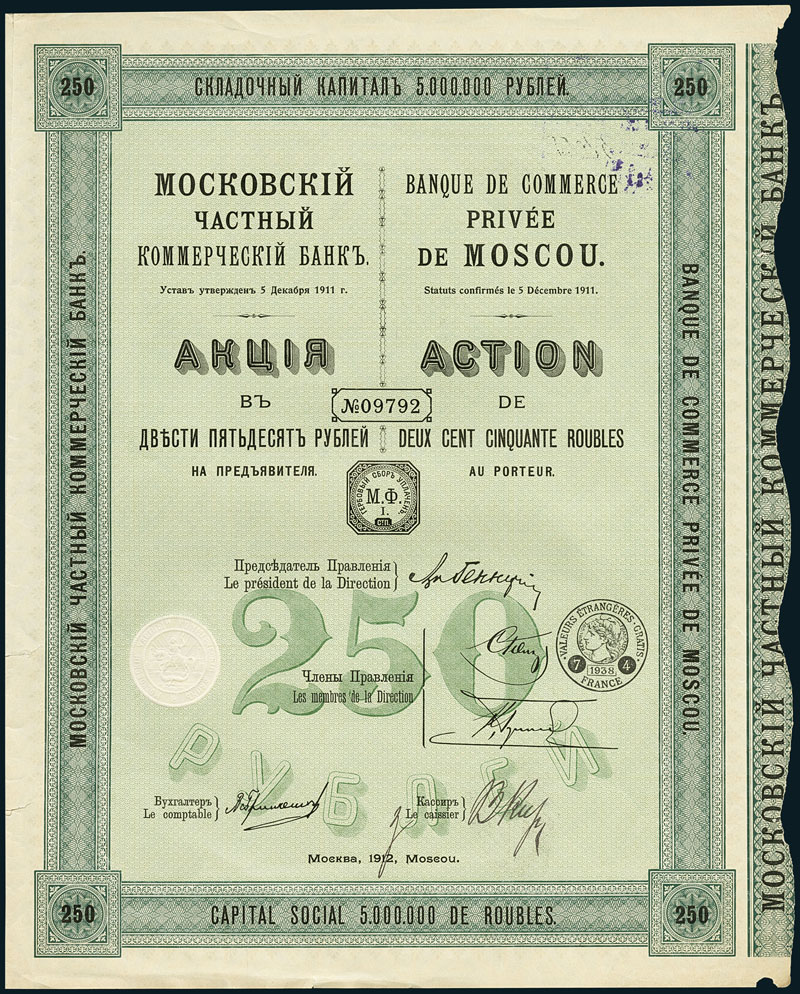 250
СКЛАДОЧНЫЙ КАПИТАЛЪ 5.000.000 РУБЛЕЙ.
250
МОСКОВСКІЙ
ЧАСТНЫЙ
КОММЕРЧЕСКІЙ БАНКЪ.
Уставъ утвержденъ 5 Декабря 1911 г.
BANQUE DE COMMERCE
PRIVÉE
DE MOSCOU.
Statuts confirmés le 5 Décembre 1911.
АКЦІЯ
ВЪ
ДВѢСТИ ПЯТЬДЕСЯТЪ РУБЛЕЙ
НА ПРЕДЪЯВИТЕЛЯ.
ACTION
DE
DEUX CENT CINQUANTE ROUBLES
AU PORTEUR.
№09792
ГЕРБОВЫЙ СБОРЪ УПЛАЧЕНЪ.
М.Ф.
I.
СУП.
Предсѣдатель Правленія
Le président de la Direction
250
Члены Правленія
Les membres de la Direction
VALEURS ÉTRANGÈRES-GRATIS
7 1938 4
FRANCE
РУБЛЕЙ
Бухгалтеръ
Le comptable
Кассиръ
Le caissier
Москва, 1912, Moscou.
250
CAPITAL SOCIAL 5.000.000 DE ROUBLES.
250
МОСКОВСКІЙ ЧАСТНЫЙ КОММЕРЧЕСКІЙ БАНКЪ.
BANQUE DE COMMERCE PRIVÉE DE MOSCOU.
МОСКОВСКІЙ ЧАСТНЫЙ КОММЕРЧЕСКІЙ БАНКЪ